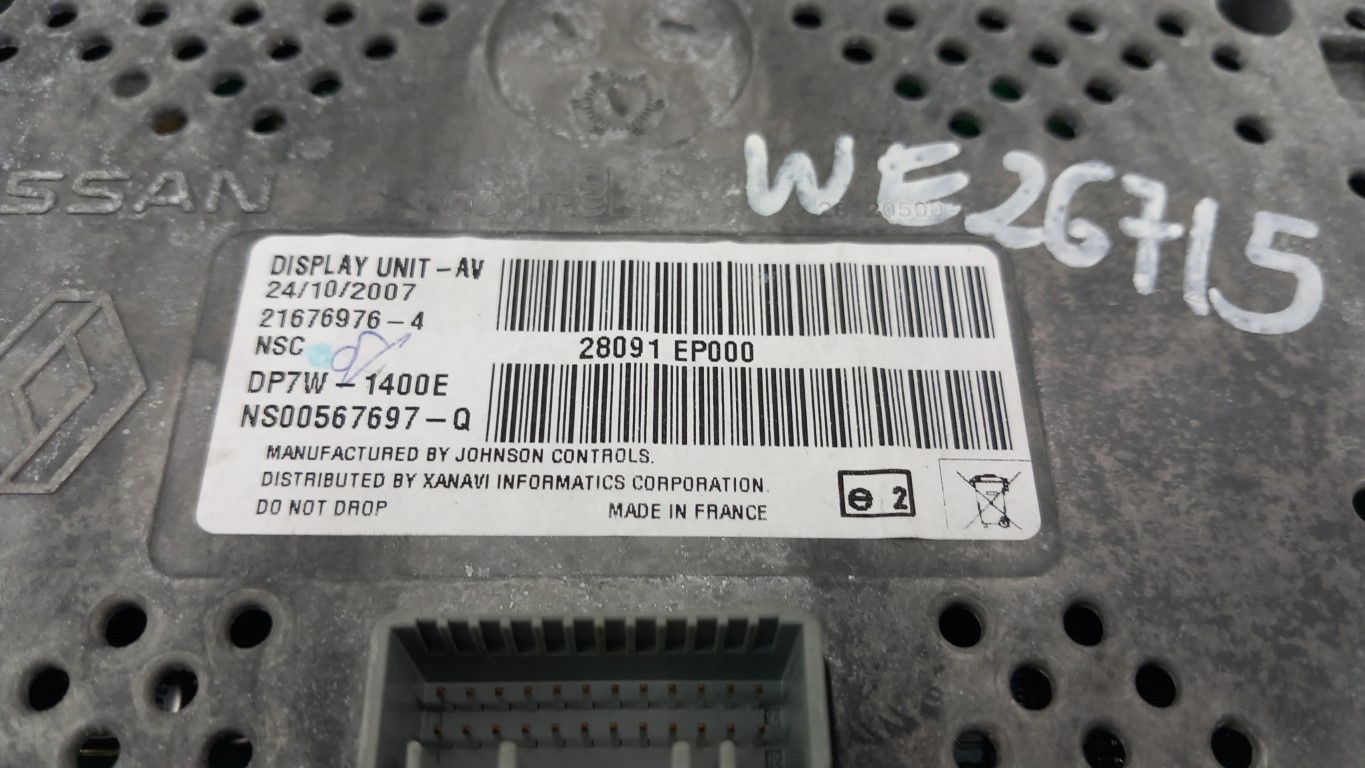 WE26715
SSAN
DISPLAY UNIT-AV
24/10/2007
21676976-4
NSC
28091 EP000
DP7W-1400E
NS00567697-Q
MANUFACTURED BY JOHNSON CONTROLS.
DISTRIBUTED BY XANAVI INFORMATICS CORPORATION.
DO NOT DROP
MADE IN FRANCE
e 2